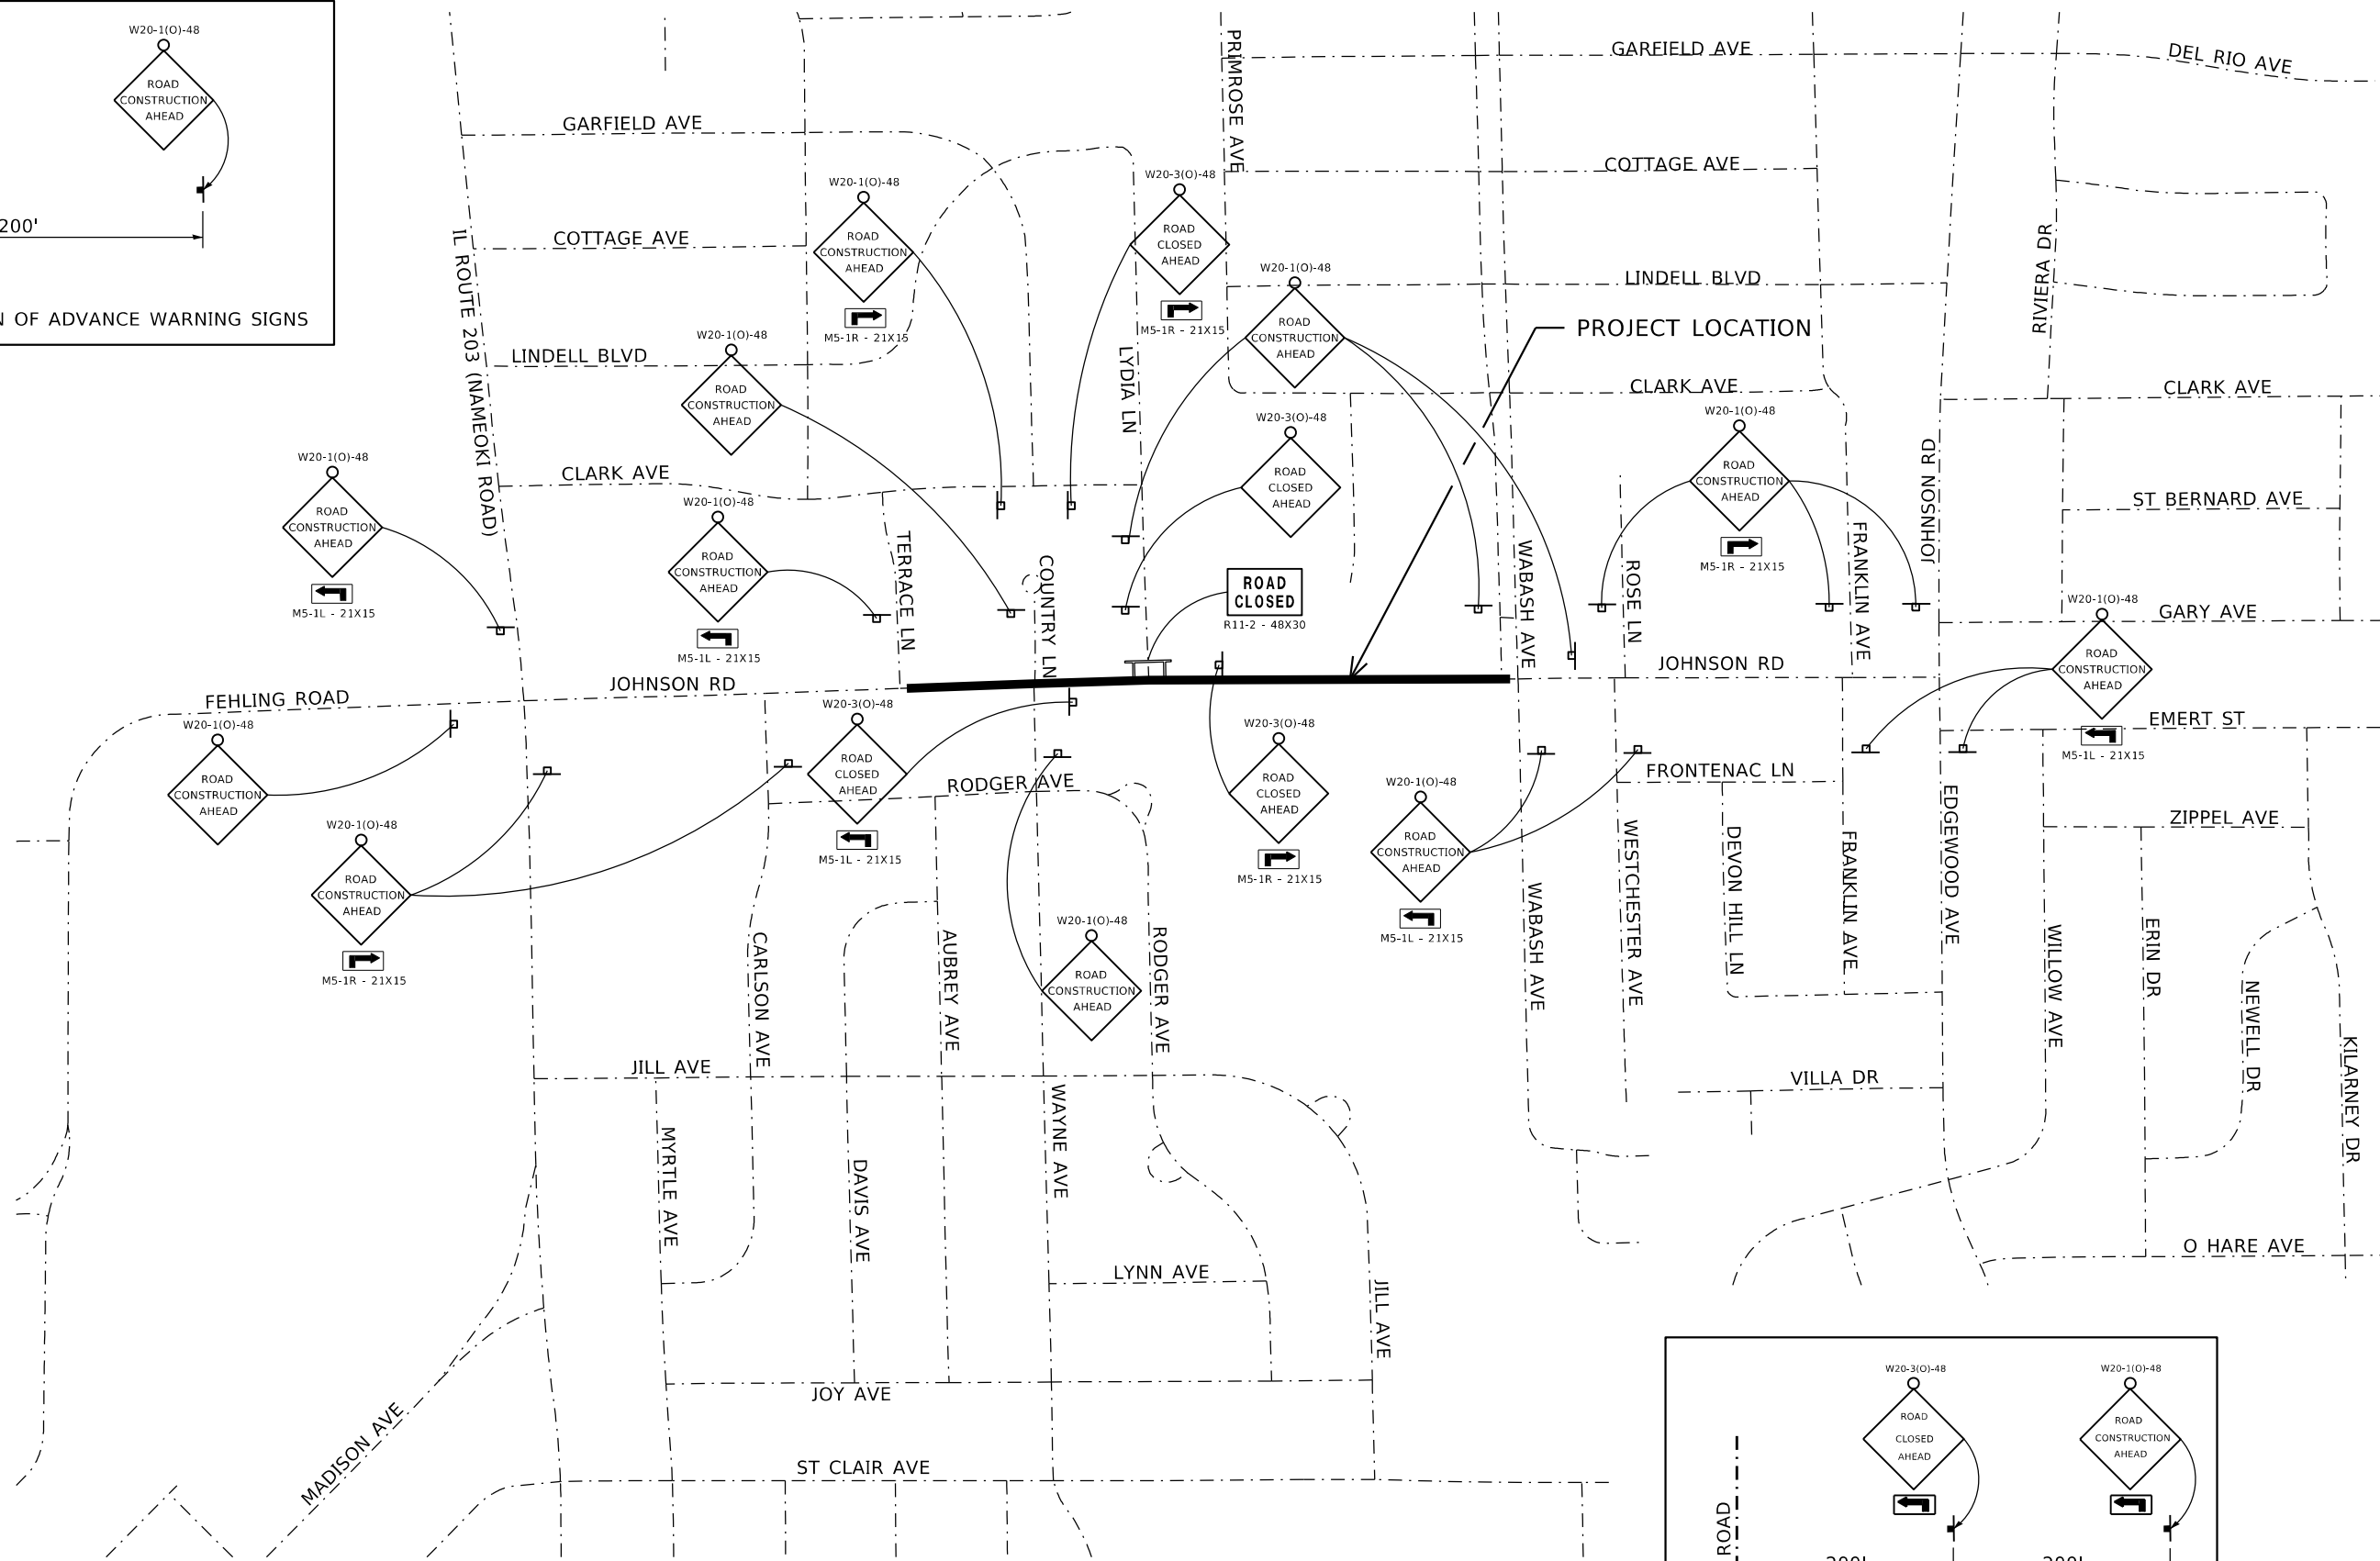 W20-1(O)-48
ROAD
CONSTRUCTION
AHEAD
200'
OF ADVANCE WARNING SIGNS
GARFIELD AVE
DEL RIO AVE
PRIMROSE AVE
GARFIELD AVE
COTTAGE AVE
W20-1(O)-48
ROAD
CONSTRUCTION
AHEAD
M5-1R - 21X15
W20-3(O)-48
ROAD
CLOSED
AHEAD
M5-1R - 21X15
COTTAGE AVE
IL ROUTE 203 (NAMEOKI ROAD)
W20-1(O)-48
ROAD
CONSTRUCTION
AHEAD
LINDELL BLVD
RIVIERA DR
PROJECT LOCATION
W20-1(O)-48
ROAD
CONSTRUCTION
AHEAD
LINDELL BLVD
LYDIA LN
CLARK AVE
CLARK AVE
W20-3(O)-48
ROAD
CLOSED
AHEAD
W20-1(O)-48
ROAD
CONSTRUCTION
AHEAD
M5-1R - 21X15
JOHNSON RD
ST BERNARD AVE
W20-1(O)-48
ROAD
CONSTRUCTION
AHEAD
M5-1L - 21X15
CLARK AVE
W20-1(O)-48
ROAD
CONSTRUCTION
AHEAD
M5-1L - 21X15
TERRACE LN
COUNTRY LN
ROAD
CLOSED
R11-2 - 48X30
WABASH AVE
ROSE LN
FRANKLIN AVE
W20-1(O)-48
ROAD
CONSTRUCTION
AHEAD
M5-1L - 21X15
GARY AVE
JOHNSON RD
FEHLING ROAD
JOHNSON RD
EMERT ST
W20-1(O)-48
ROAD
CONSTRUCTION
AHEAD
W20-3(O)-48
ROAD
CLOSED
AHEAD
M5-1L - 21X15
RODGER AVE
W20-3(O)-48
ROAD
CLOSED
AHEAD
M5-1R - 21X15
W20-1(O)-48
ROAD
CONSTRUCTION
AHEAD
M5-1L - 21X15
FRONTENAC LN
ZIPPEL AVE
W20-1(O)-48
ROAD
CONSTRUCTION
AHEAD
M5-1R - 21X15
CARLSON AVE
AUBREY AVE
W20-1(O)-48
ROAD
CONSTRUCTION
AHEAD
RODGER AVE
WABASH AVE
WESTCHESTER AVE
DEVON HILL LN
FRANKLIN AVE
EDGEWOOD AVE
WILLOW AVE
ERIN DR
NEWELL DR
KILARNEY DR
JILL AVE
VILLA DR
MYRTLE AVE
DAVIS AVE
WAYNE AVE
LYNN AVE
JILL AVE
O HARE AVE
JOY AVE
MADISON AVE
ST CLAIR AVE
W20-3(O)-48
ROAD
CLOSED
AHEAD
W20-1(O)-48
ROAD
CONSTRUCTION
AHEAD
ROAD
200'
200'